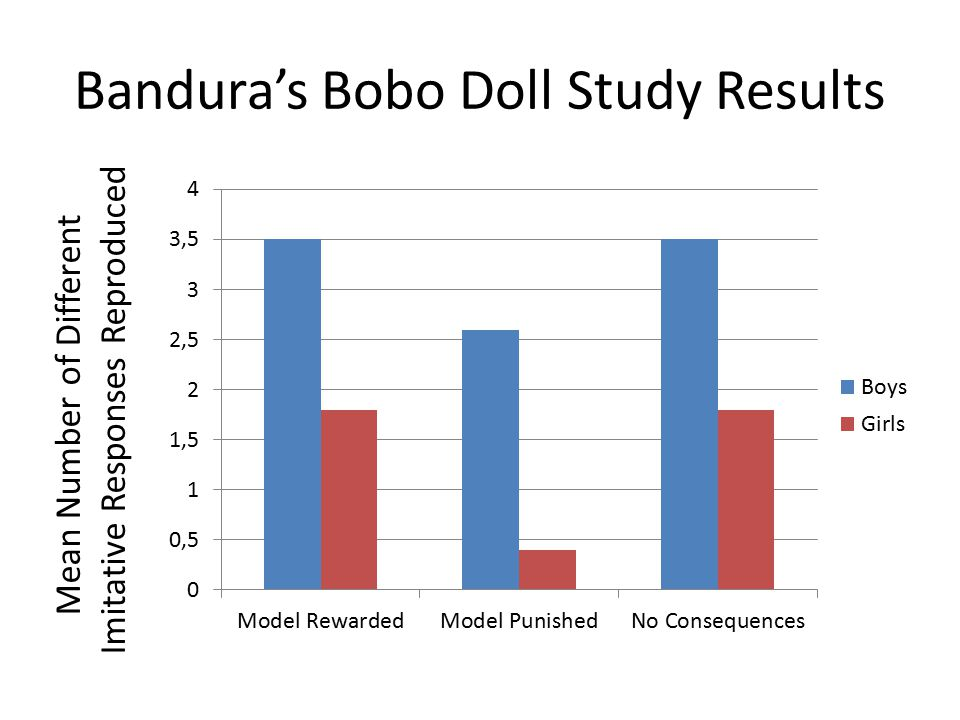 Bandura’s Bobo Doll Study Results
Mean Number of Different
Imitative Responses Reproduced
4
3,5
3
2,5
2
1,5
1
0,5
0
Model Rewarded
Model Punished
No Consequences
Boys
Girls